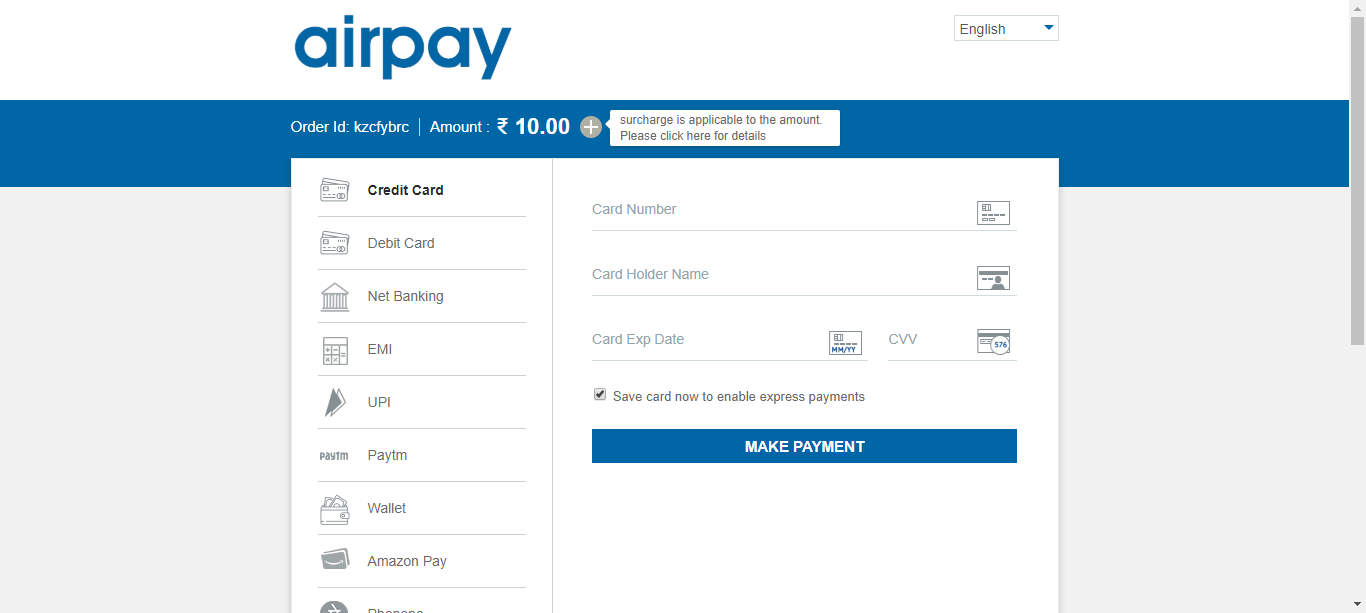 airpay
English
Order Id: kzcfybrc
Amount : ₹ 10.00
surcharge is applicable to the amount.
Please click here for details
Credit Card
Debit Card
Net Banking
EMI
UPI
paytm Paytm
Wallet
Amazon Pay
Phonepe
Card Number
Card Holder Name
Card Exp Date
MM/YY
CVV
576
Save card now to enable express payments
MAKE PAYMENT